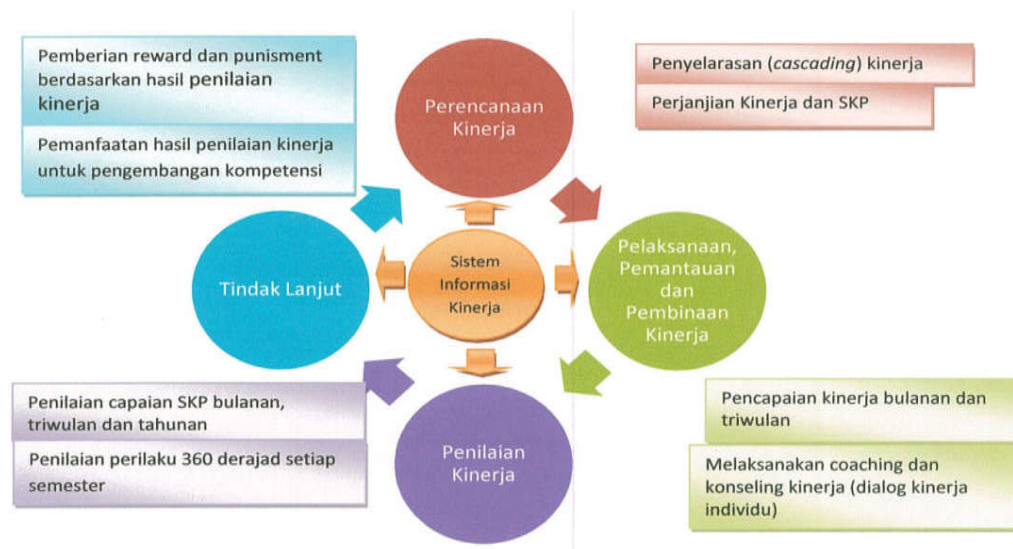 Pemberian reward dan punisment
berdasarkan hasil penilaian
kinerja
Pemanfaatan hasil penilaian kinerja
untuk pengembangan kompetensi
Perencanaan
Kinerja
Penyelarasan (cascading) kinerja
Perjanjian Kinerja dan SKP
Tindak Lanjut
Sistem
Informasi
Kinerja
Pelaksanaan,
Pemantauan
dan
Pembinaan
Kinerja
Penilaian capaian SKP bulanan,
triwulan dan tahunan
Penilaian perilaku 360 derajad setiap
semester
Penilaian
Kinerja
Pencapaian kinerja bulanan dan
triwulan
Melaksanakan coaching dan
konseling kinerja (dialog kinerja
individu)